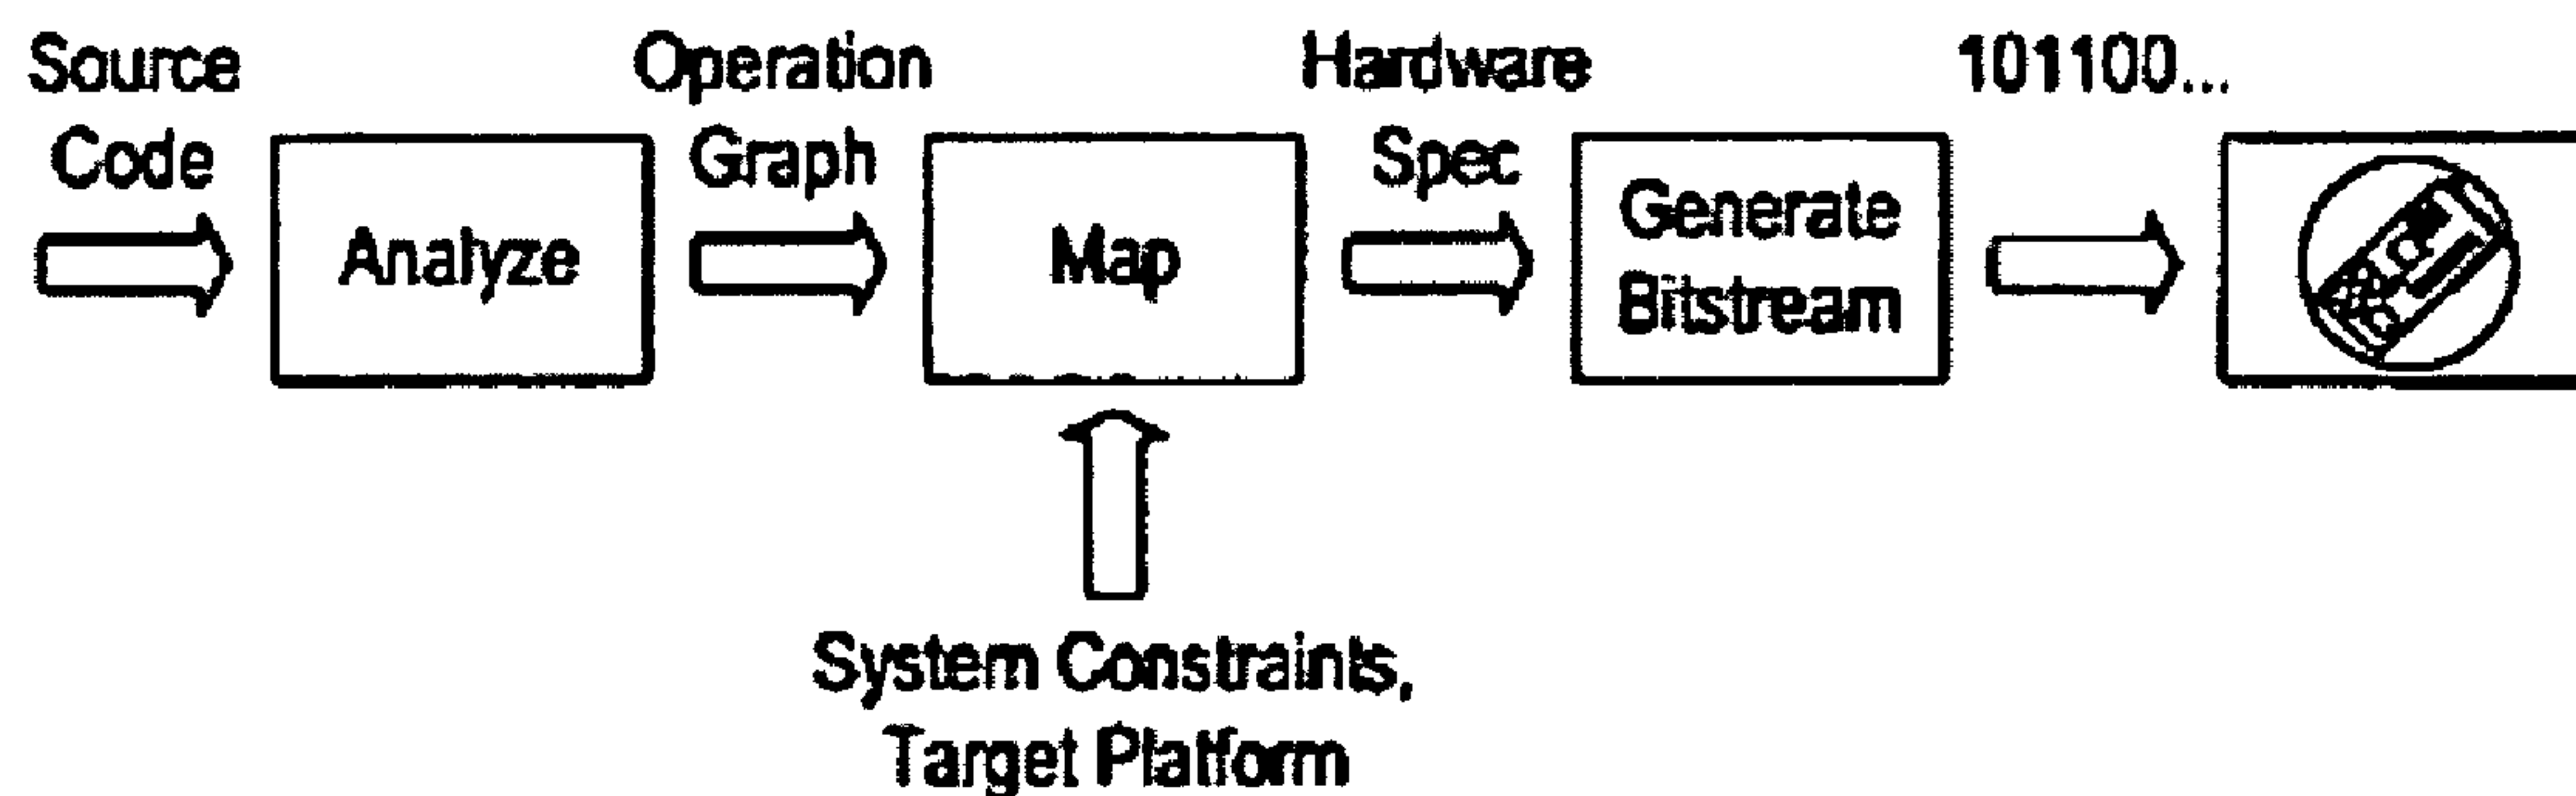 Source
Code
Analyze
Operation
Graph
Map
Hardware
Spec
Generate
Bitstream
101100...
System Constraints,
Target Platform